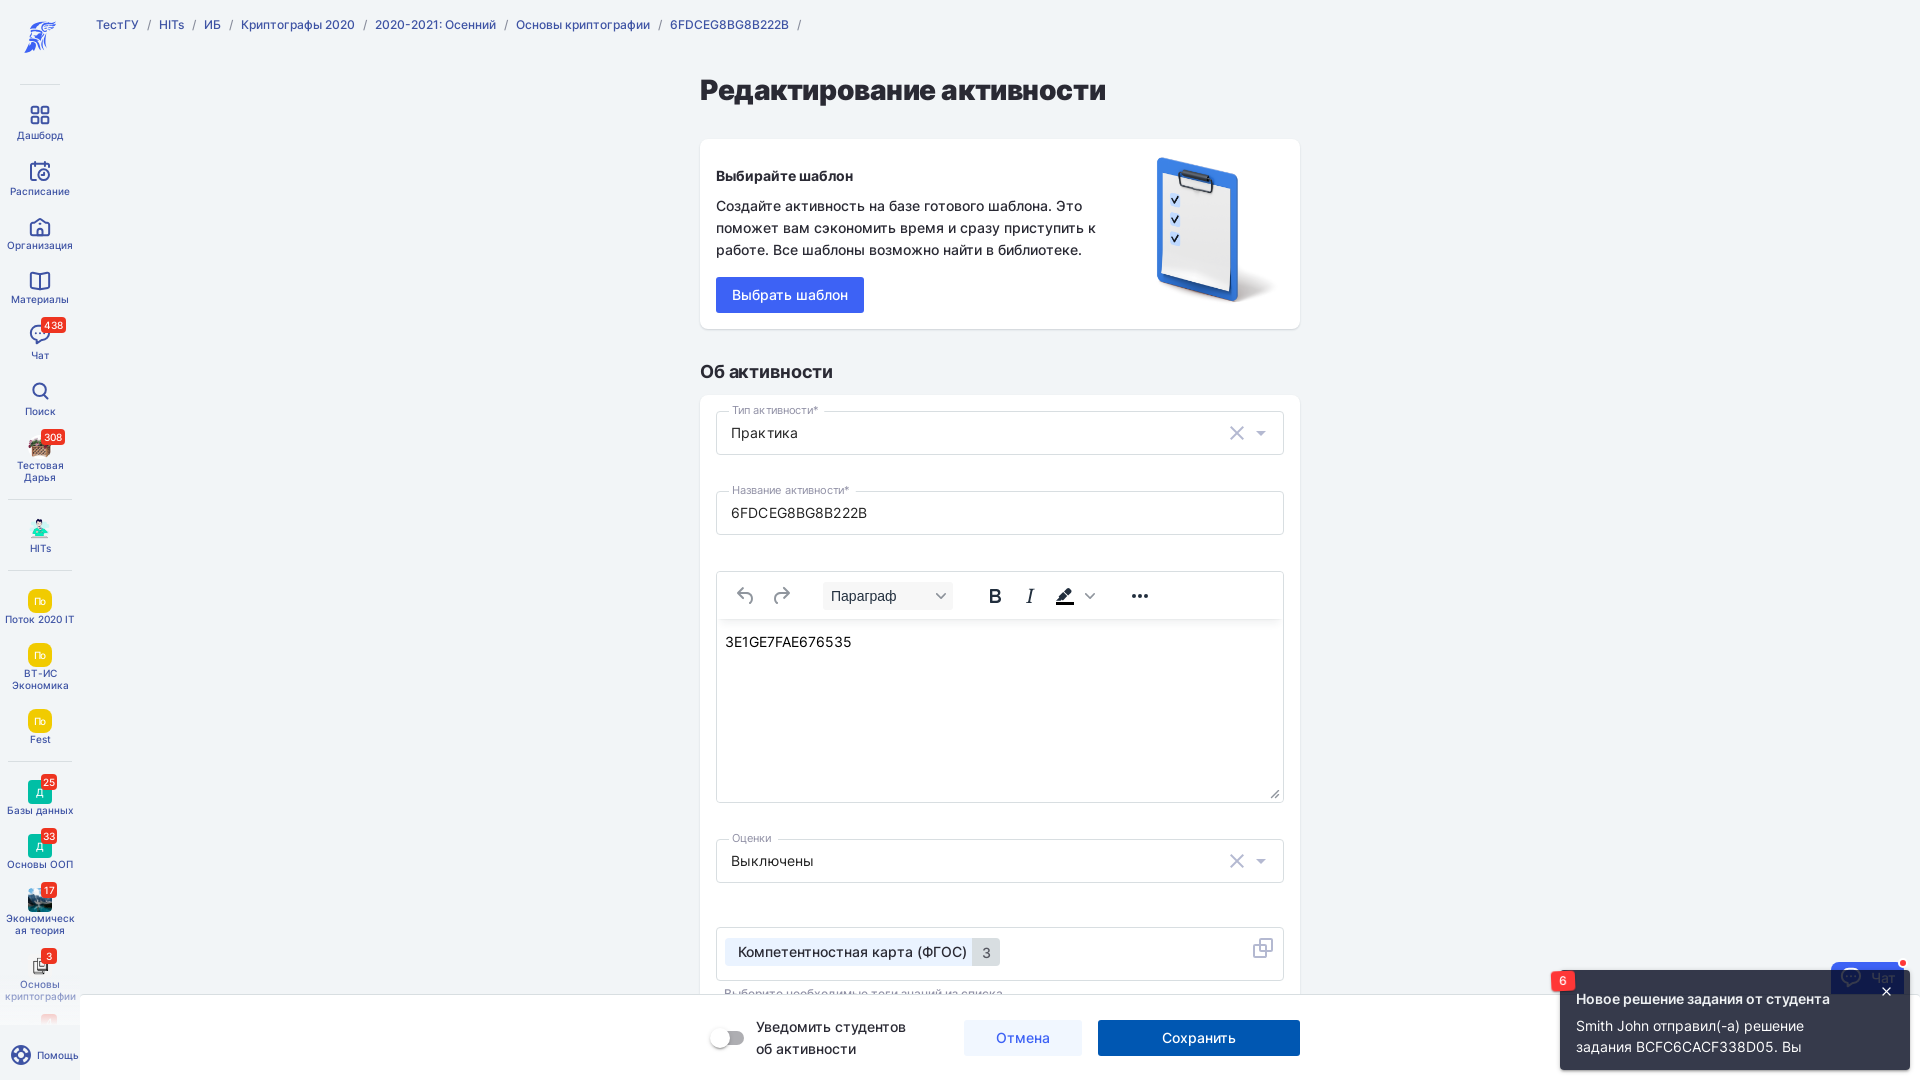 ТестГУ / HITs / ИБ / Криптографы 2020 / 2020-2021: Осенний / Основы криптографии / 6FDCEG8BG8B222B /
Дашборд
Расписание
Организация
Материалы
438
Чат
Поиск
308
Тестовая
Дарья
HITs
По
Поток 2020 IT
По
ВТ-ИС
Экономика
По
Fest
25
Д
Базы данных
33
Д
Основы ООП
17
Экономическ
ая теория
3
Основы
криптографии
Помощь
Редактирование активности
Выбирайте шаблон
Создайте активность на базе готового шаблона. Это
поможет вам сэкономить время и сразу приступить к
работе. Все шаблоны возможно найти в библиотеке.
Выбрать шаблон
Об активности
Тип активности*
Практика
Название активности*
6FDCEG8BG8B222B
Параграф
3E1GE7FAE676535
Оценки
Выключены
Компетентностная карта (ФГОС) 3
Выберите необходимые теги знаний из списка
Уведомить студентов
об активности
Отмена
Сохранить
Чат
6
Новое решение задания от студента
Smith John отправил(-а) решение
задания BCFC6CACF338D05. Вы